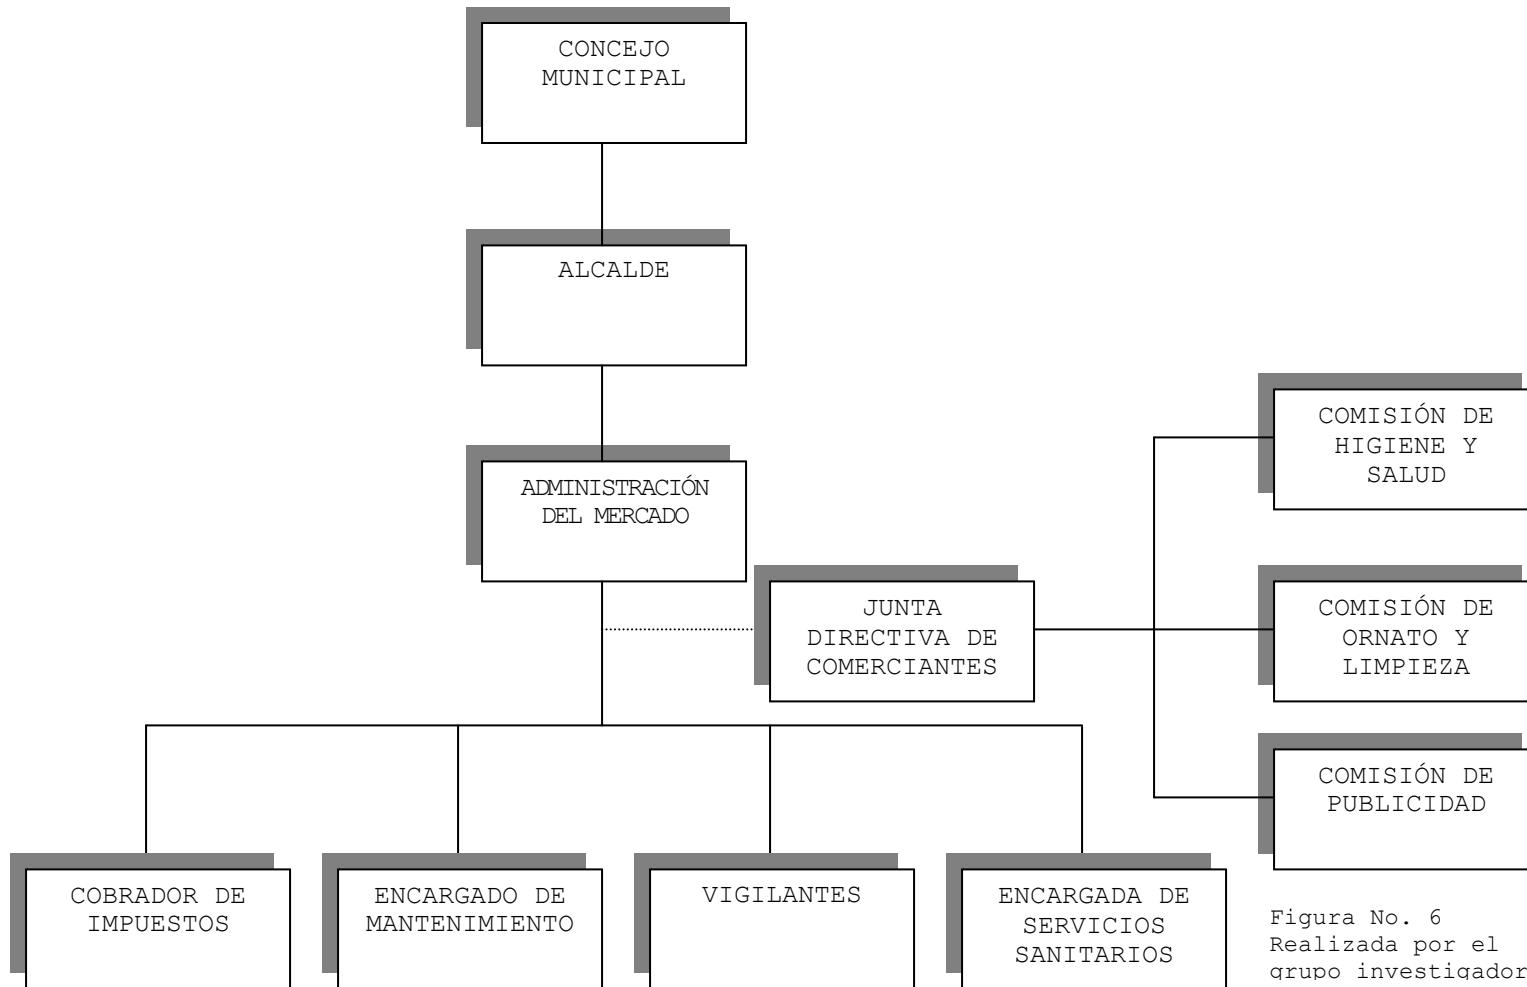 CONCEJO
MUNICIPAL
ALCALDE
ADMINISTRACIÓN
DEL MERCADO
JUNTA
DIRECTIVA DE
COMERCIANTES
COMISIÓN DE
HIGIENE Y
SALUD
COMISIÓN DE
ORNATO Y
LIMPIEZA
COMISIÓN DE
PUBLICIDAD
COBRADOR DE
IMPUESTOS
ENCARGADO DE
MANTENIMIENTO
VIGILANTES
ENCARGADA DE
SERVICIOS
SANITARIOS
Figura No. 6
Realizada por el
grupo investigador